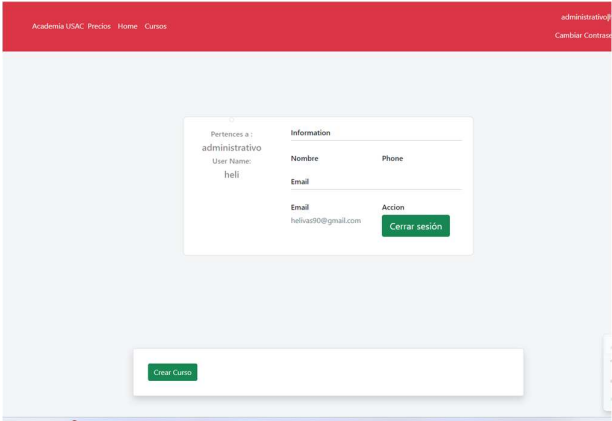 Academia USAC Precios Home Cursos
administrativo@
Cambiar Contrase
Pertences a :
administrativo
User Name:
heli
Information
Nombre Phone
Email
Email Accion
helivas90@gmail.com Cerrar sesión
Crear Curso